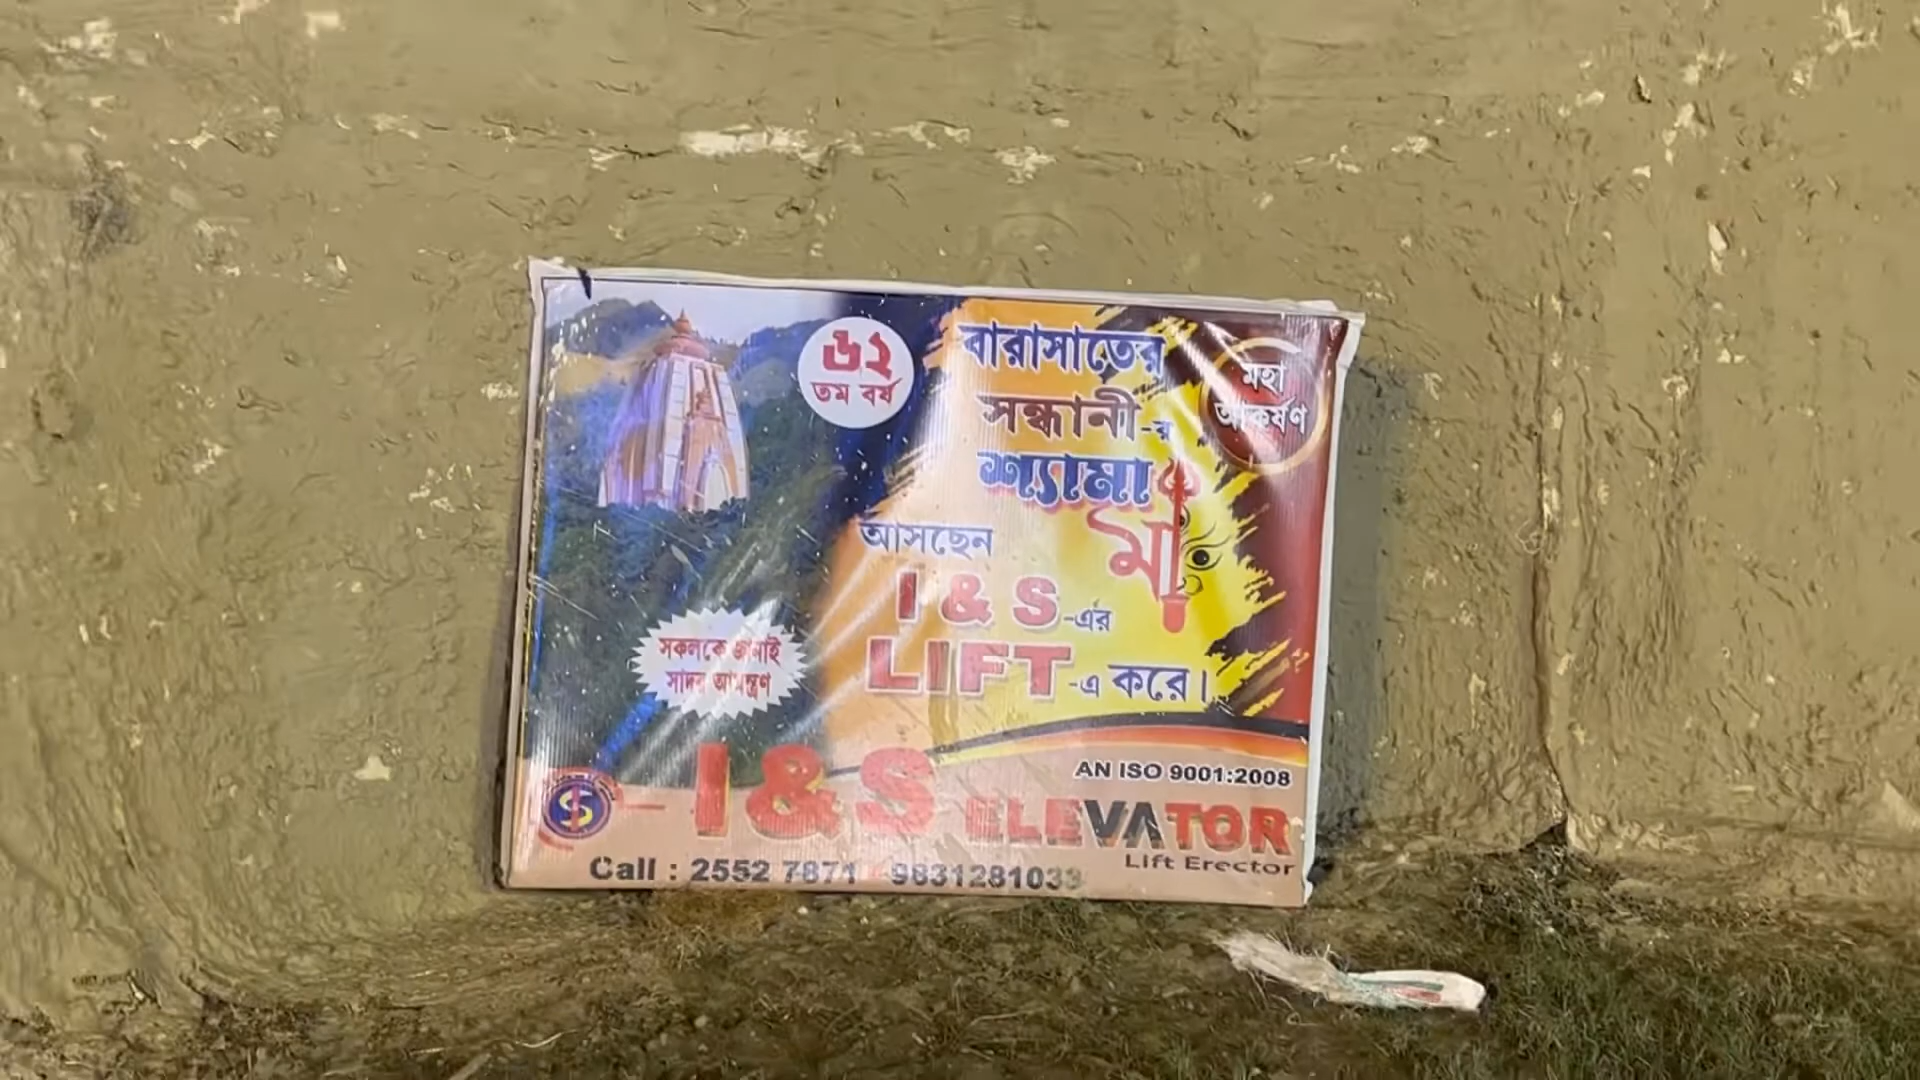 ৬২
তম বর্ষ
বারাসাতের
সন্ধানী-র
শ্যামা
মা
মহা
আকর্ষণ
আসছেন
I & S-এর
LIFT-এ করে।
সকলকে জানাই
সাদর আমন্ত্রণ
I&S ELEVATOR
AN ISO 9001:2008
Lift Erector
Call : 2552 7871 9831281033